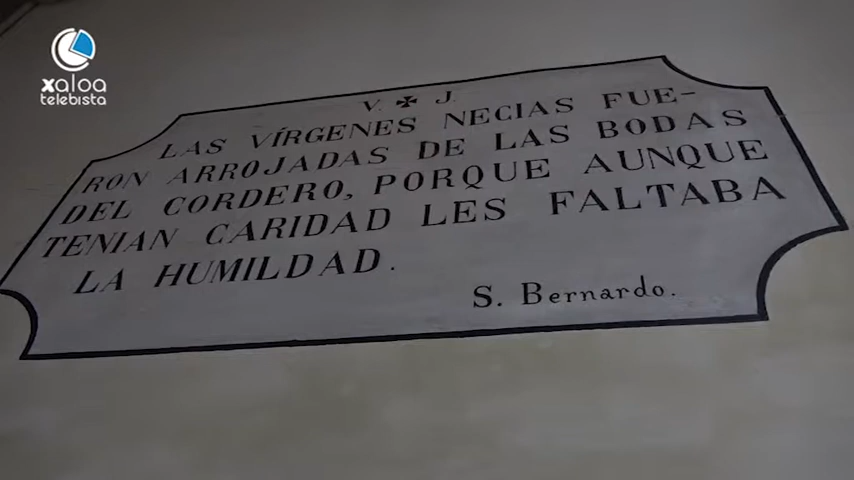 xaloa
telebista
V. ✠ J.
LAS VÍRGENES NECIAS FUE-
RON ARROJADAS DE LAS BODAS
DEL CORDERO, PORQUE AUNQUE
TENIAN CARIDAD LES FALTABA
LA HUMILDAD.
S. Bernardo.